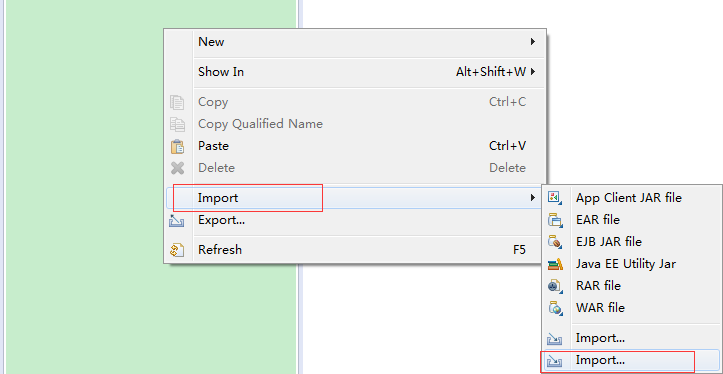 New
Show In Alt+Shift+W
Copy Ctrl+C
Copy Qualified Name
Paste Ctrl+V
Delete Delete
Import
Export...
Refresh F5
App Client JAR file
EAR file
EJB JAR file
Java EE Utility Jar
RAR file
WAR file
Import...
Import...